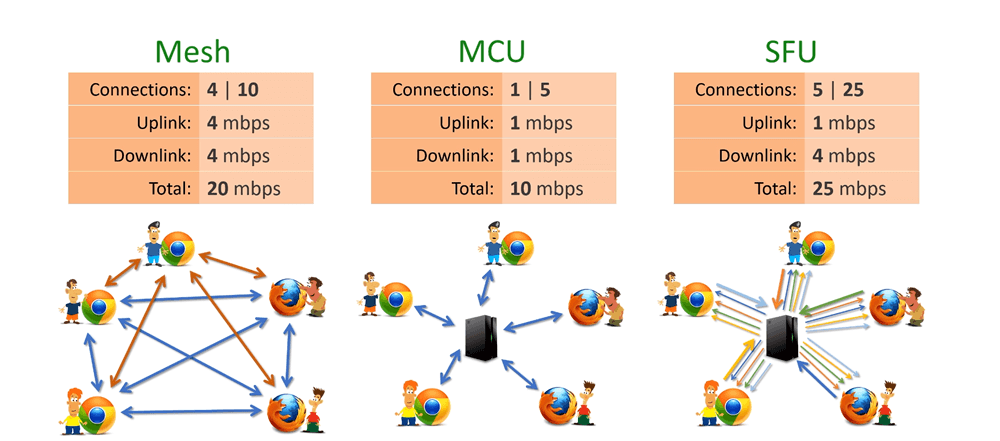 Mesh
Connections: 4 | 10
Uplink: 4 mbps
Downlink: 4 mbps
Total: 20 mbps
MCU
Connections: 1 | 5
Uplink: 1 mbps
Downlink: 1 mbps
Total: 10 mbps
SFU
Connections: 5 | 25
Uplink: 1 mbps
Downlink: 4 mbps
Total: 25 mbps